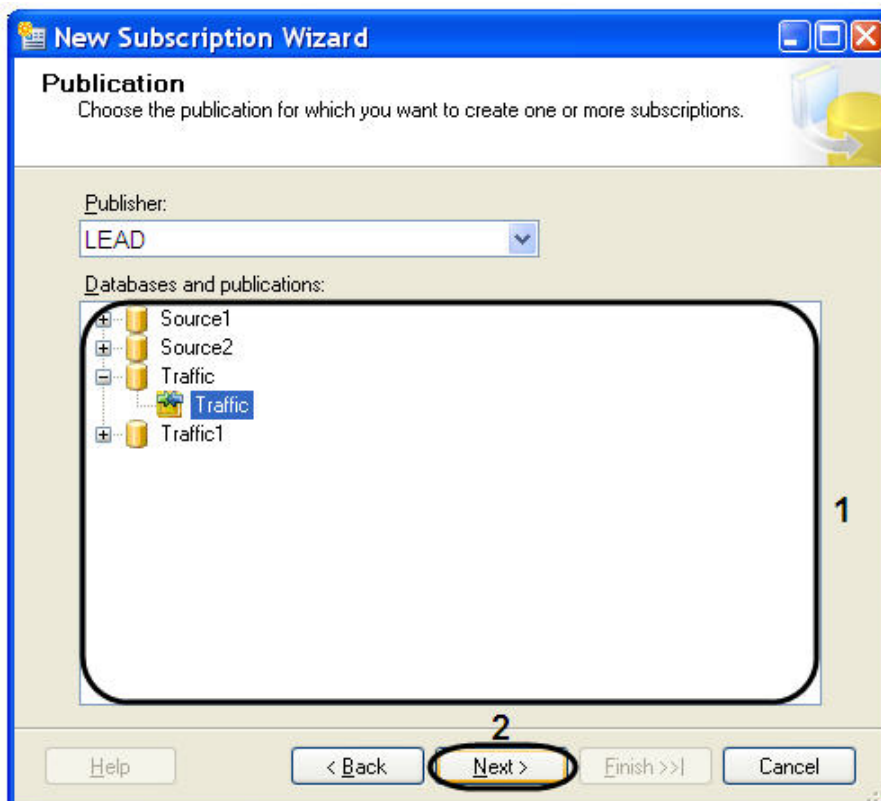 New Subscription Wizard
Publication
Choose the publication for which you want to create one or more subscriptions.
Publisher:
LEAD
Databases and publications:
Source1
Source2
Traffic
Traffic
Traffic1
1
2
Help
< Back
Next >
Finish >>|
Cancel